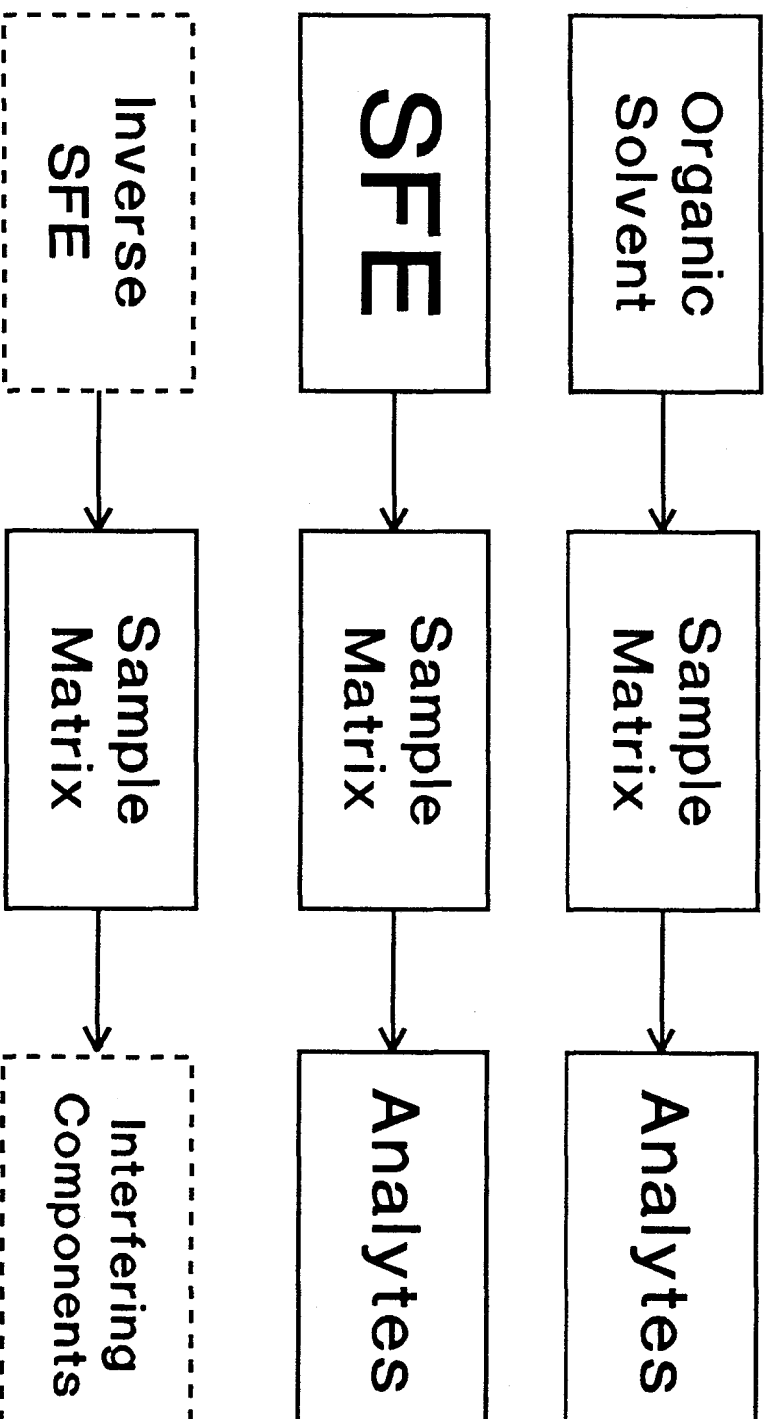 Organic
Solvent
Sample
Matrix
Analytes
SFE
Sample
Matrix
Analytes
Inverse
SFE
Sample
Matrix
Interfering
Components